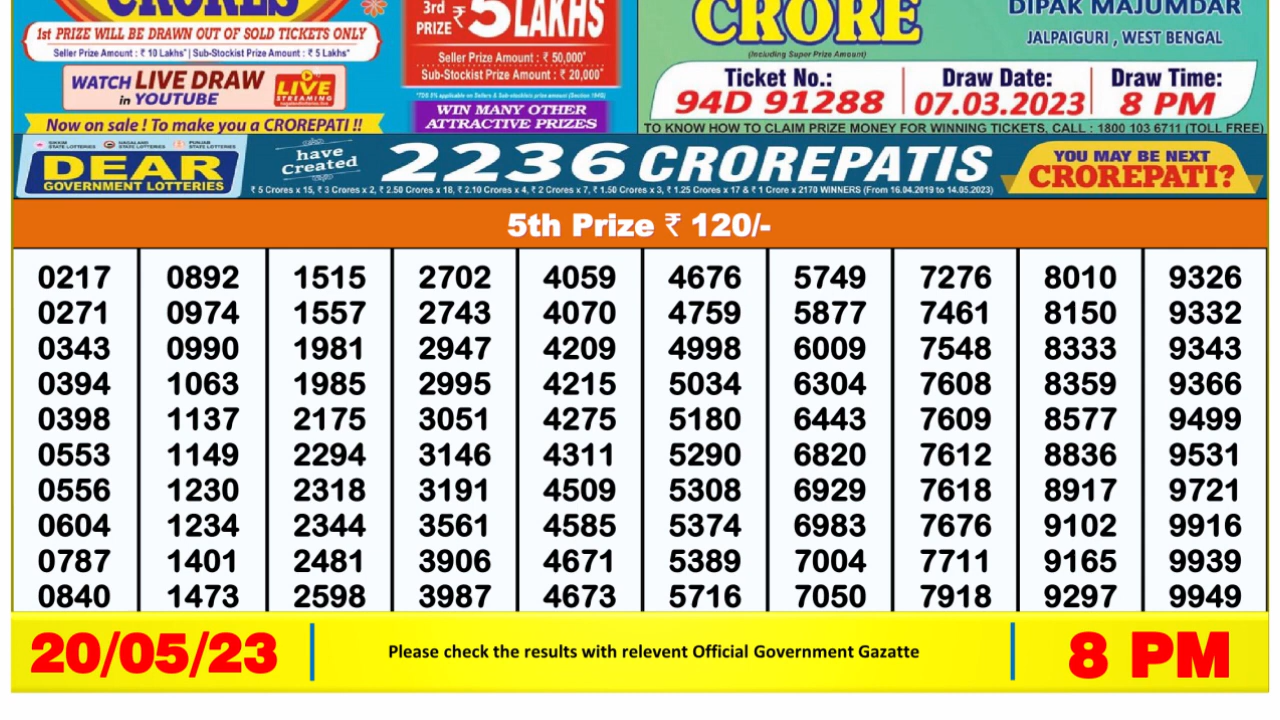 CRORES
1st PRIZE WILL BE DRAWN OUT OF SOLD TICKETS ONLY
Seller Prize Amount : ₹ 10 Lakhs* | Sub-Stockist Prize Amount : ₹ 5 Lakhs*
WATCH LIVE DRAW
in YOUTUBE
LIVE
STREAMING
Now on sale ! To make you a CROREPATI !!
3rd
PRIZE ₹ 5 LAKHS
Seller Prize Amount : ₹ 50,000*
Sub-Stockist Prize Amount : ₹ 20,000*
WIN MANY OTHER
ATTRACTIVE PRIZES
CRORE
(Including Super Prize Amount)
DIPAK MAJUMDAR
JALPAIGURI , WEST BENGAL
Ticket No.:
94D 91288
Draw Date:
07.03.2023
Draw Time:
8 PM
TO KNOW HOW TO CLAIM PRIZE MONEY FOR WINNING TICKETS, CALL : 1800 103 6711 (TOLL FREE)
SIKKIM STATE LOTTERIES NAGALAND STATE LOTTERIES PUNJAB STATE LOTTERIES
DEAR
GOVERNMENT LOTTERIES
have
Created
2236 CROREPATIS
₹ 5 Crores x 15, ₹ 3 Crores x 2, ₹ 2.50 Crores x 18, ₹ 2.10 Crores x 4, ₹ 2 Crores x 7, ₹ 1.50 Crores x 3, ₹ 1.25 Crores x 17 & ₹ 1 Crore x 2170 WINNERS (From 16.04.2019 to 14.05.2023)
YOU MAY BE NEXT
CROREPATI?
5th Prize ₹ 120/-
0217 0892 1515 2702 4059 4676 5749 7276 8010 9326
0271 0974 1557 2743 4070 4759 5877 7461 8150 9332
0343 0990 1981 2947 4209 4998 6009 7548 8333 9343
0394 1063 1985 2995 4215 5034 6304 7608 8359 9366
0398 1137 2175 3051 4275 5180 6443 7609 8577 9499
0553 1149 2294 3146 4311 5290 6820 7612 8836 9531
0556 1230 2318 3191 4509 5308 6929 7618 8917 9721
0604 1234 2344 3561 4585 5374 6983 7676 9102 9916
0787 1401 2481 3906 4671 5389 7004 7711 9165 9939
0840 1473 2598 3987 4673 5716 7050 7918 9297 9949
20/05/23
Please check the results with relevent Official Government Gazatte
8 PM